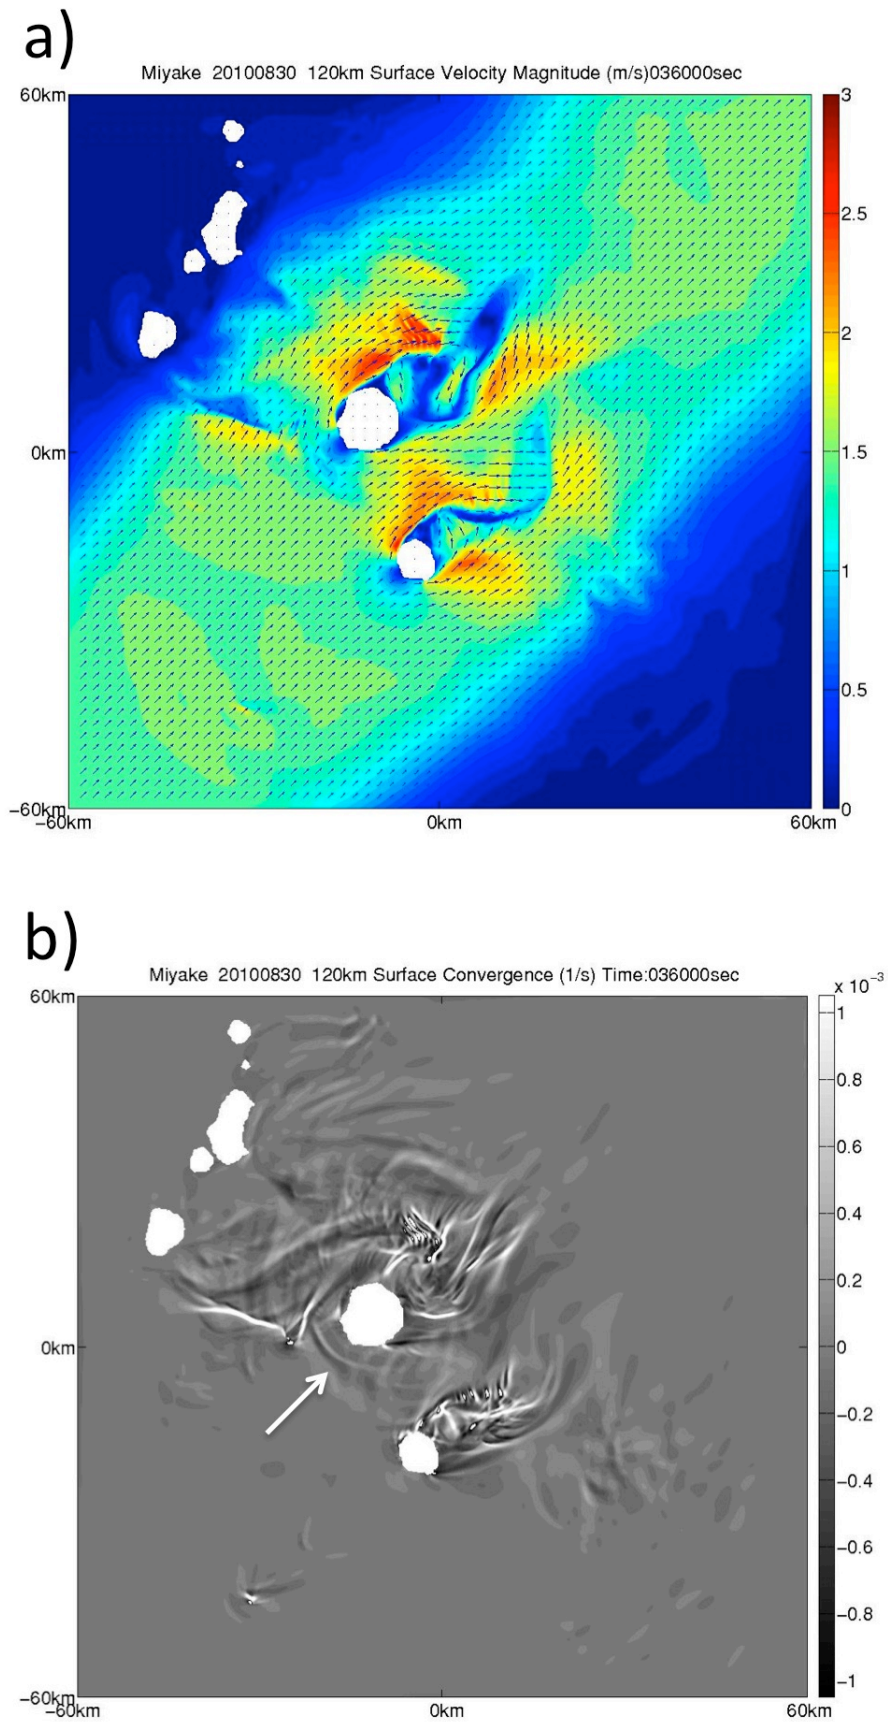 a)
Miyake 20100830 120km Surface Velocity Magnitude (m/s)036000sec
60km
0km
−60km
−60km 0km 60km
3
2.5
2
1.5
1
0.5
0
b)
Miyake 20100830 120km Surface Convergence (1/s) Time:036000sec
x 10⁻³
60km
0km
−60km
−60km 0km 60km
1
0.8
0.6
0.4
0.2
0
−0.2
−0.4
−0.6
−0.8
−1